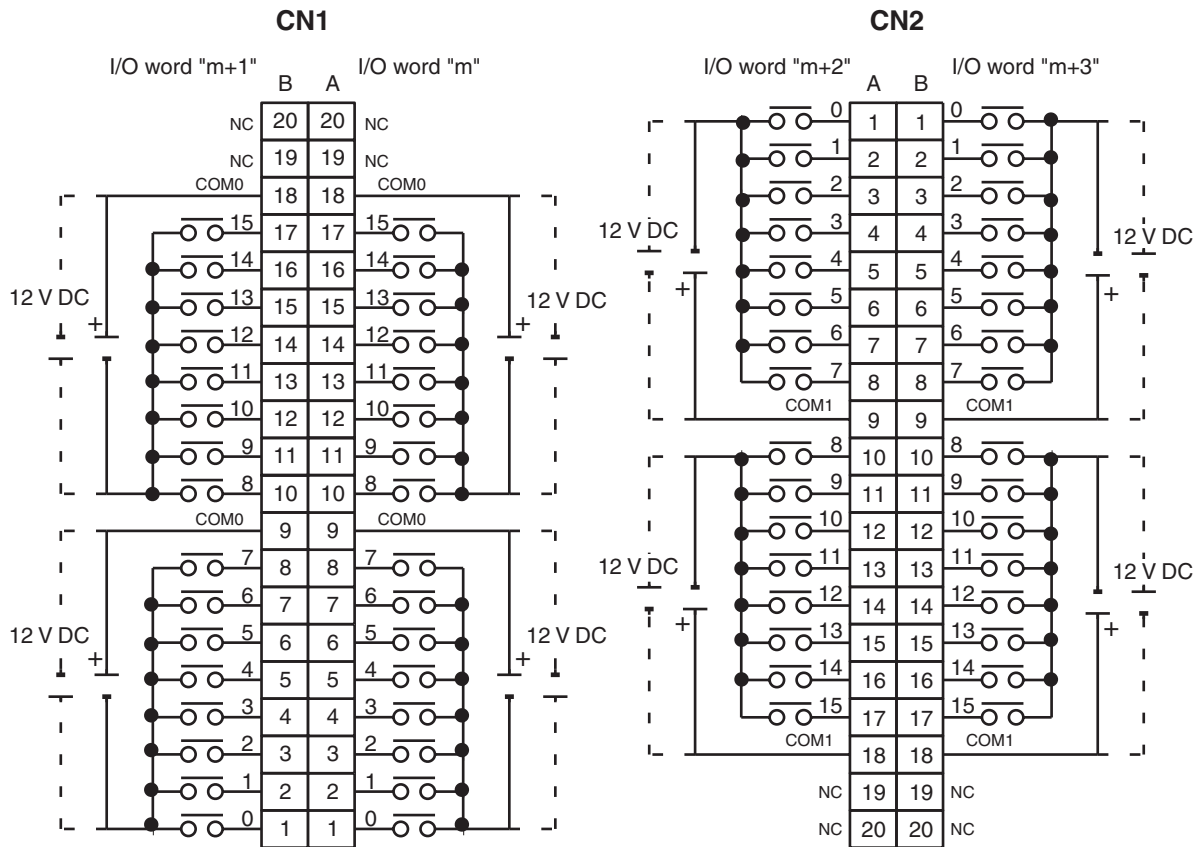 CN1
I/O word "m+1" B A I/O word "m"
NC 20 20 NC
NC 19 19 NC
COM0 18 18 COM0
15 17 17 15
14 16 16 14
12 V DC 13 15 15 13 12 V DC
+ 12 14 14 12 +
11 13 13 11
10 12 12 10
9 11 11 9
8 10 10 8
COM0 9 9 COM0
7 8 8 7
6 7 7 6
12 V DC 5 6 6 5 12 V DC
+ 4 5 5 4 +
3 4 4 3
2 3 3 2
1 2 2 1
0 1 1 0
CN2
I/O word "m+2" A B I/O word "m+3"
0 1 1 0
1 2 2 1
2 3 3 2
12 V DC 3 4 4 3 12 V DC
+ 4 5 5 4 +
5 6 6 5
6 7 7 6
7 8 8 7
COM1 9 9 COM1
8 10 10 8
9 11 11 9
10 12 12 10
12 V DC 11 13 13 11 12 V DC
12 14 14 12
+ 13 15 15 13 +
14 16 16 14
15 17 17 15
COM1 18 18 COM1
NC 19 19 NC
NC 20 20 NC